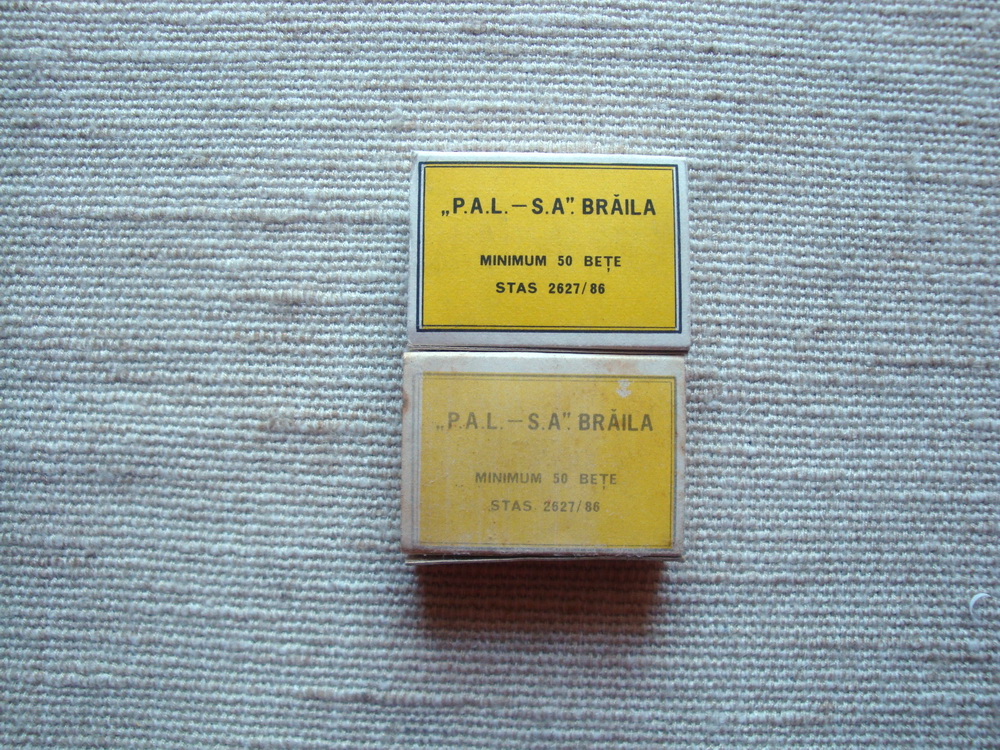 „P.A.L. — S.A”. BRĂILA
MINIMUM 50 BEȚE
STAS 2627/86
„P.A.L. — S.A”. BRĂILA
MINIMUM 50 BEȚE
STAS 2627/86